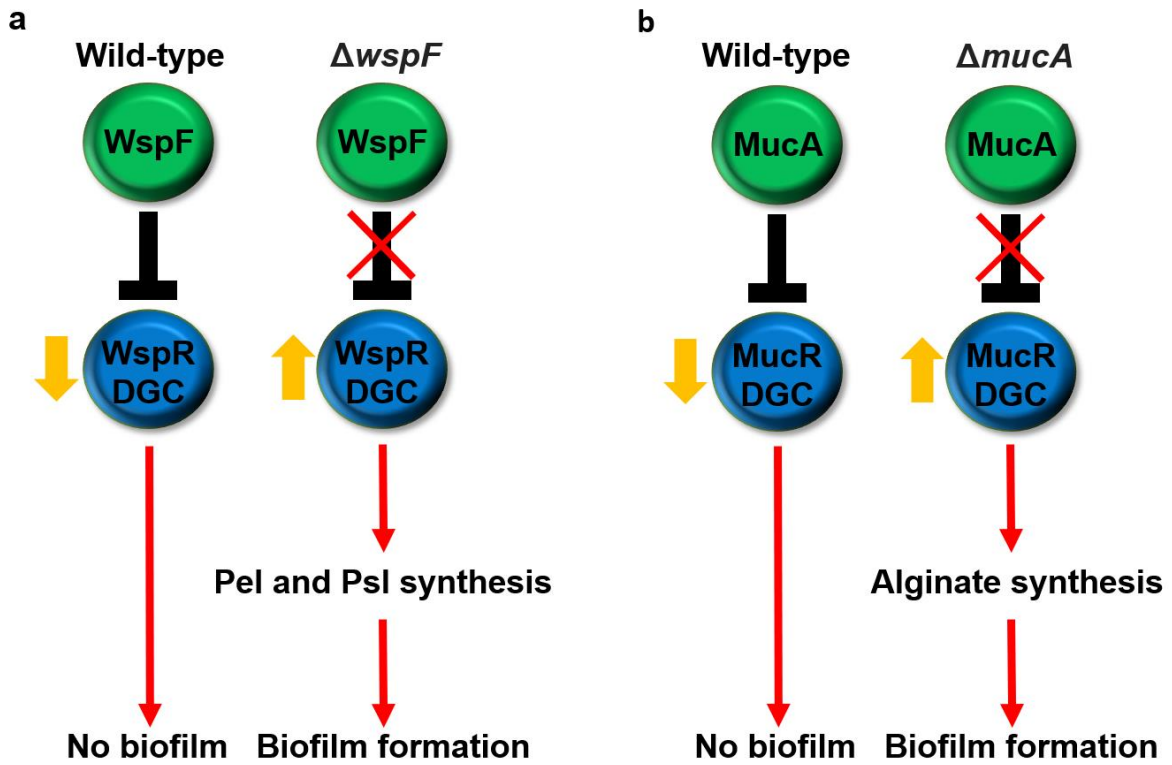 a
Wild-type
ΔwspF
WspF
WspF
WspR
DGC
WspR
DGC
Pel and Psl synthesis
No biofilm
Biofilm formation
b
Wild-type
ΔmucA
MucA
MucA
MucR
DGC
MucR
DGC
Alginate synthesis
No biofilm
Biofilm formation